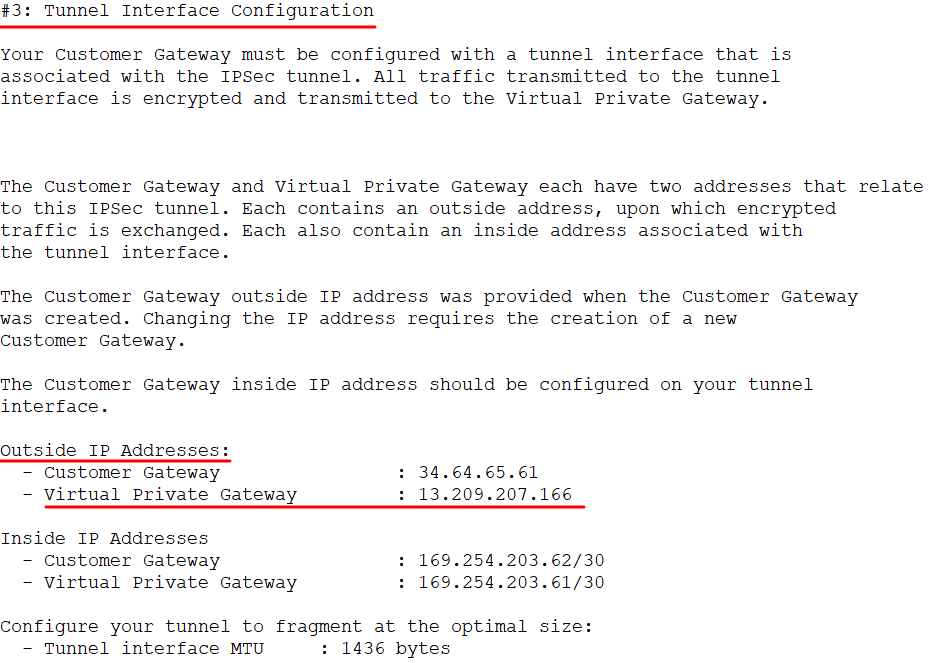 #3: Tunnel Interface Configuration
Your Customer Gateway must be configured with a tunnel interface that is
associated with the IPSec tunnel. All traffic transmitted to the tunnel
interface is encrypted and transmitted to the Virtual Private Gateway.
The Customer Gateway and Virtual Private Gateway each have two addresses that relate
to this IPSec tunnel. Each contains an outside address, upon which encrypted
traffic is exchanged. Each also contain an inside address associated with
the tunnel interface.
The Customer Gateway outside IP address was provided when the Customer Gateway
was created. Changing the IP address requires the creation of a new
Customer Gateway.
The Customer Gateway inside IP address should be configured on your tunnel
interface.
Outside IP Addresses:
- Customer Gateway : 34.64.65.61
- Virtual Private Gateway : 13.209.207.166
Inside IP Addresses
- Customer Gateway : 169.254.203.62/30
- Virtual Private Gateway : 169.254.203.61/30
Configure your tunnel to fragment at the optimal size:
- Tunnel interface MTU : 1436 bytes